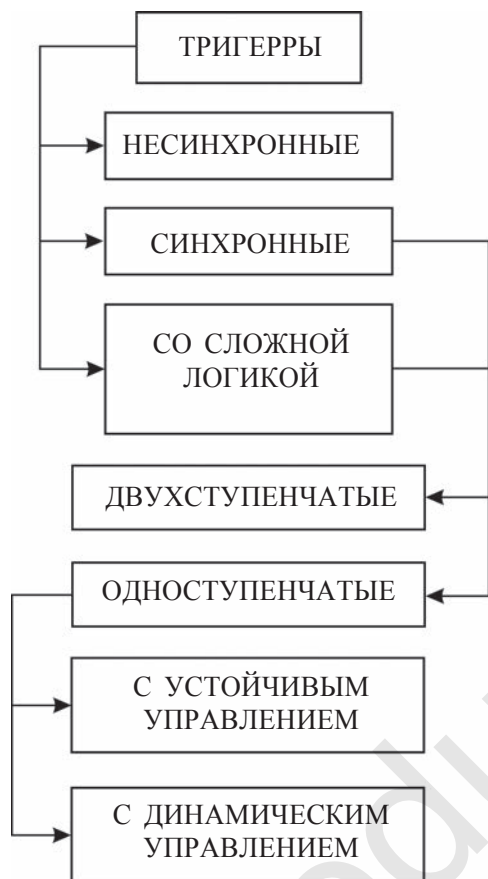 ТРИГЕРРЫ
НЕСИНХРОННЫЕ
СИНХРОННЫЕ
СО СЛОЖНОЙ
ЛОГИКОЙ
ДВУХСТУПЕНЧАТЫЕ
ОДНОСТУПЕНЧАТЫЕ
С УСТОЙЧИВЫМ
УПРАВЛЕНИЕМ
С ДИНАМИЧЕСКИМ
УПРАВЛЕНИЕМ